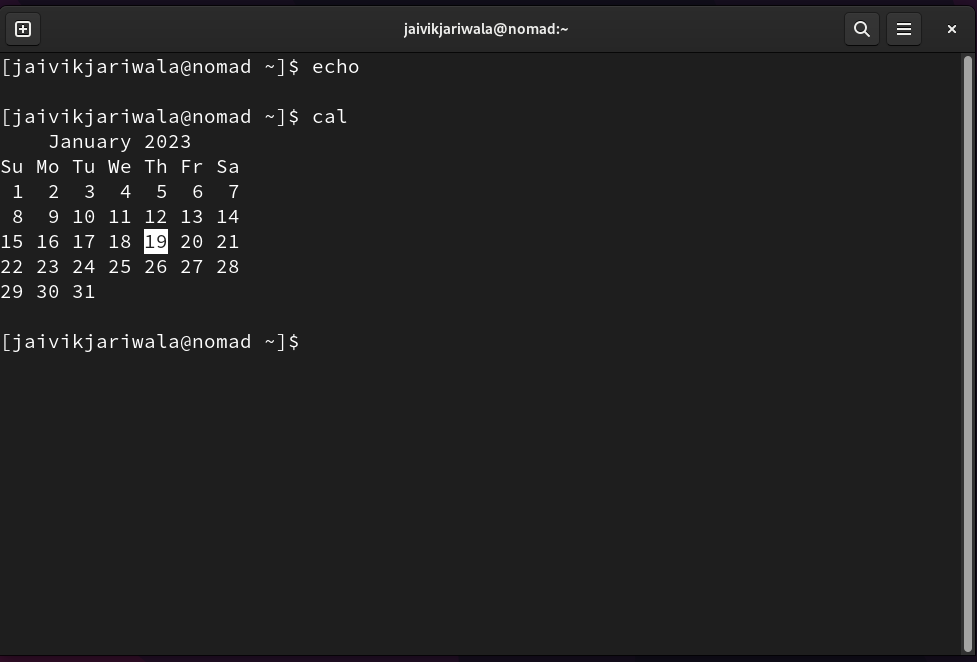 jaivikjariwala@nomad:~
[jaivikjariwala@nomad ~]$ echo
[jaivikjariwala@nomad ~]$ cal
    January 2023
Su Mo Tu We Th Fr Sa
 1  2  3  4  5  6  7
 8  9 10 11 12 13 14
15 16 17 18 19 20 21
22 23 24 25 26 27 28
29 30 31
[jaivikjariwala@nomad ~]$